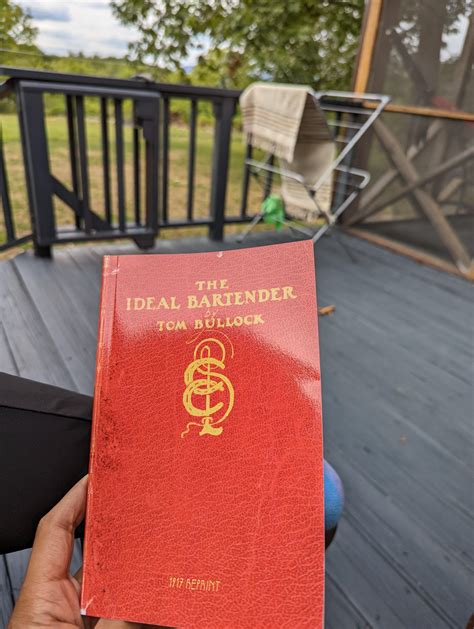 THE
IDEAL BARTENDER
by
TOM BULLOCK
1917 REPRINT